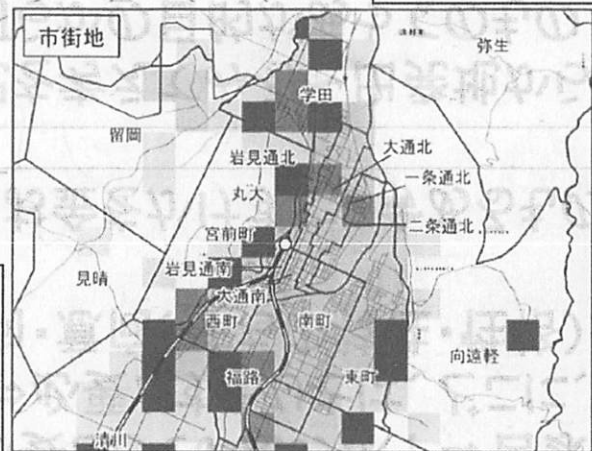 市街地
弥生
学田
留岡
岩見通北
大通北
一条通北
丸大
二条通北
宮前町
見晴
岩見通南
大通南
西町
南町
向遠軽
福路
東町
清川